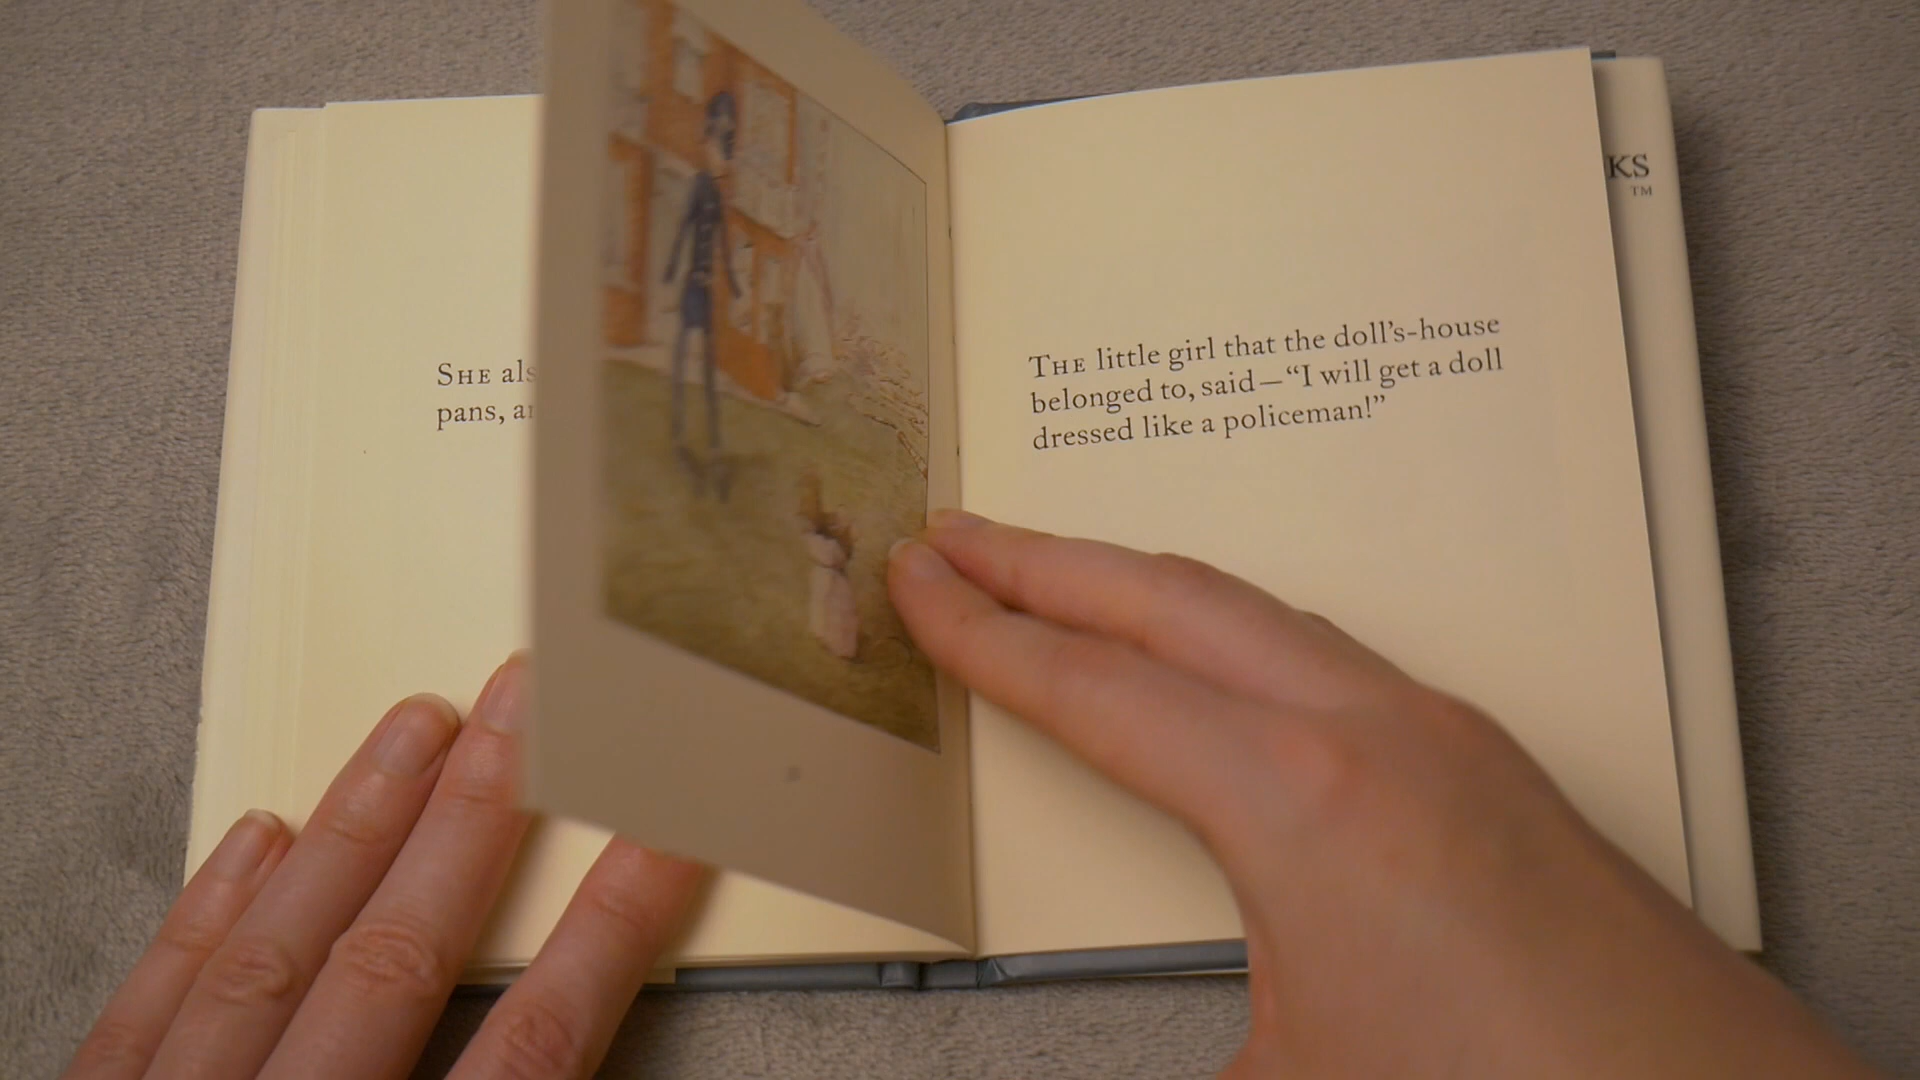 SHE als
pans, an
THE little girl that the doll's-house
belonged to, said—“I will get a doll
dressed like a policeman!”
KS
TM